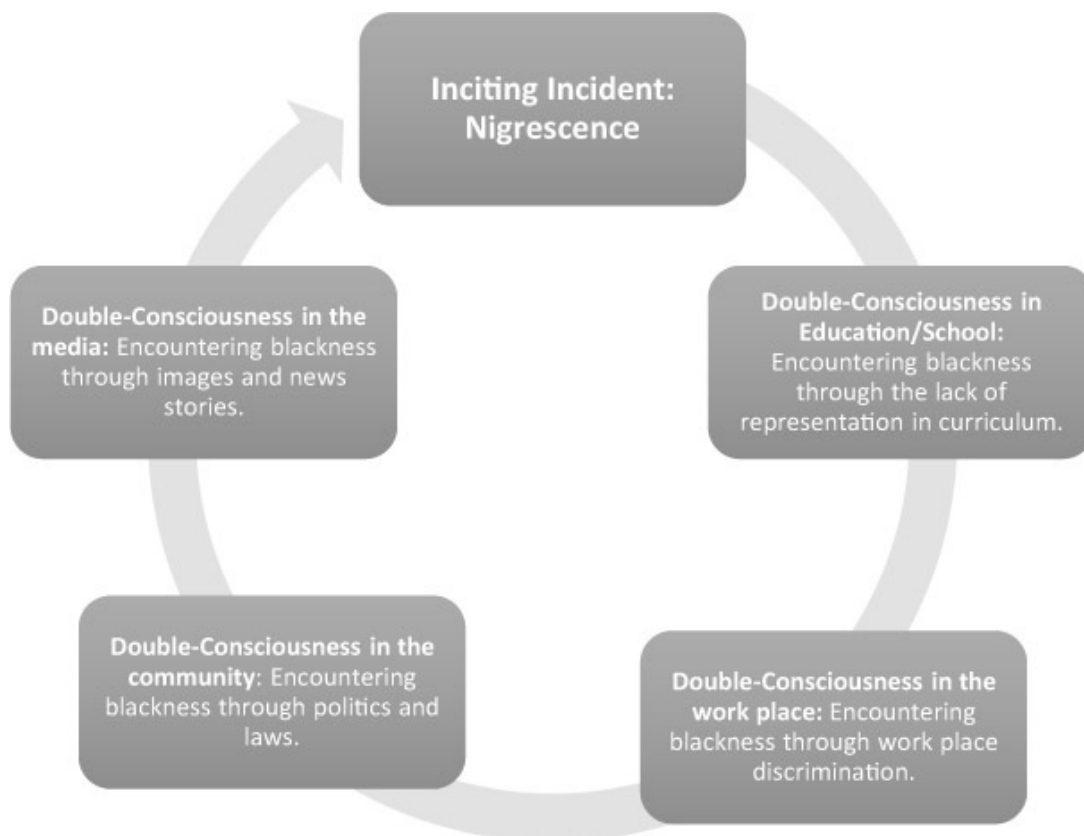 Inciting Incident:
Nigrescence
Double-Consciousness in
Education/School:
Encountering blackness
through the lack of
representation in curriculum.
Double-Consciousness in the
work place: Encountering
blackness through work place
discrimination.
Double-Consciousness in the
community: Encountering
blackness through politics and
laws.
Double-Consciousness in the
media: Encountering blackness
through images and news
stories.